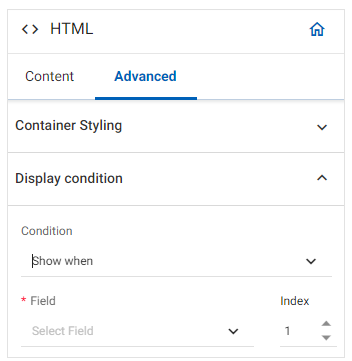 <> HTML
Content Advanced
Container Styling
Display condition
Condition
Show when
* Field Index
Select Field 1